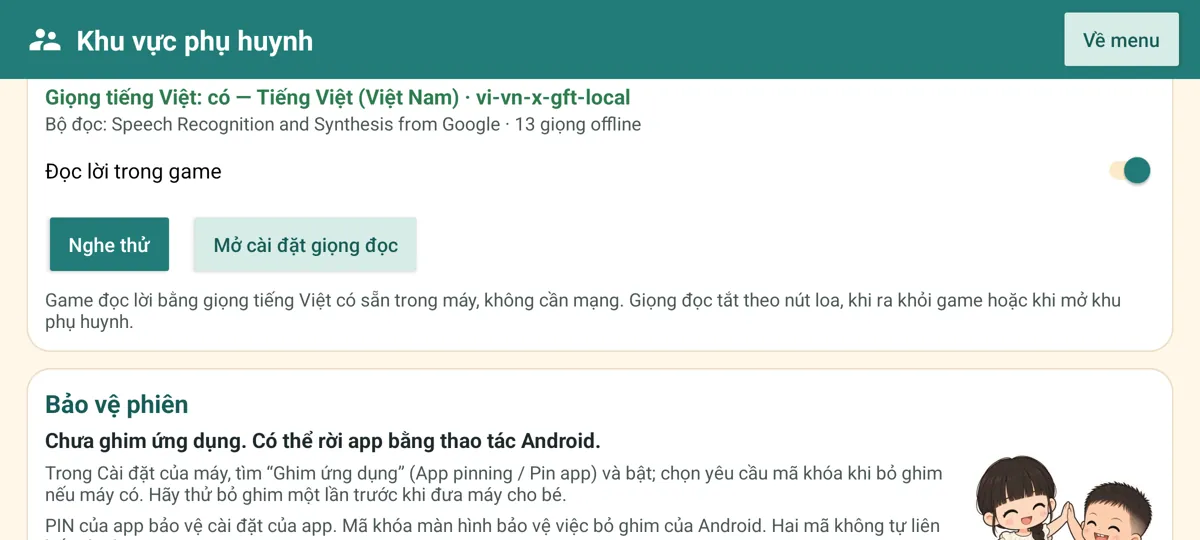 Khu vực phụ huynh
Về menu
Giọng tiếng Việt: có — Tiếng Việt (Việt Nam) · vi-vn-x-gft-local
Bộ đọc: Speech Recognition and Synthesis from Google · 13 giọng offline
Đọc lời trong game
Nghe thử
Mở cài đặt giọng đọc
Game đọc lời bằng giọng tiếng Việt có sẵn trong máy, không cần mạng. Giọng đọc tắt theo nút loa, khi ra khỏi game hoặc khi mở khu
phụ huynh.
Bảo vệ phiên
Chưa ghim ứng dụng. Có thể rời app bằng thao tác Android.
Trong Cài đặt của máy, tìm “Ghim ứng dụng” (App pinning / Pin app) và bật; chọn yêu cầu mã khóa khi bỏ ghim
nếu máy có. Hãy thử bỏ ghim một lần trước khi đưa máy cho bé.
PIN của app bảo vệ cài đặt của app. Mã khóa màn hình bảo vệ việc bỏ ghim của Android. Hai mã không tự liên